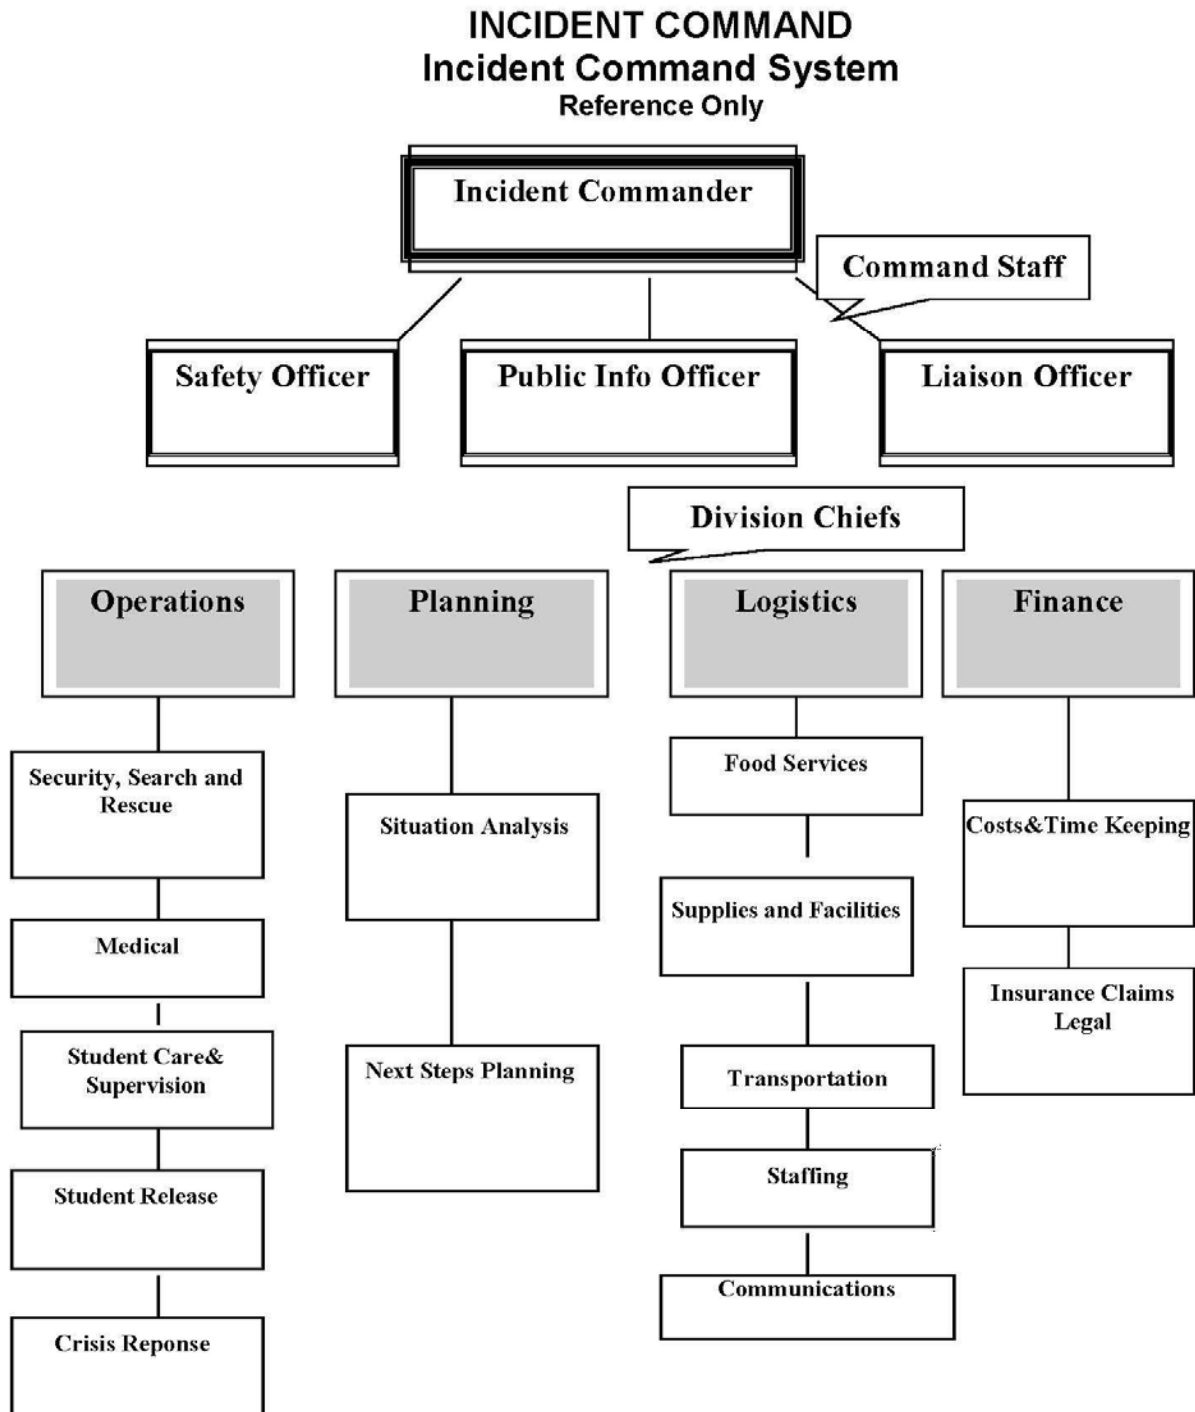 INCIDENT COMMAND
Incident Command System
Reference Only
Incident Commander
Command Staff
Safety Officer
Public Info Officer
Liaison Officer
Division Chiefs
Operations
Planning
Logistics
Finance
Security, Search and
Rescue
Medical
Student Care&
Supervision
Student Release
Crisis Reponse
Situation Analysis
Next Steps Planning
Food Services
Supplies and Facilities
Transportation
Staffing
Communications
Costs&Time Keeping
Insurance Claims
Legal